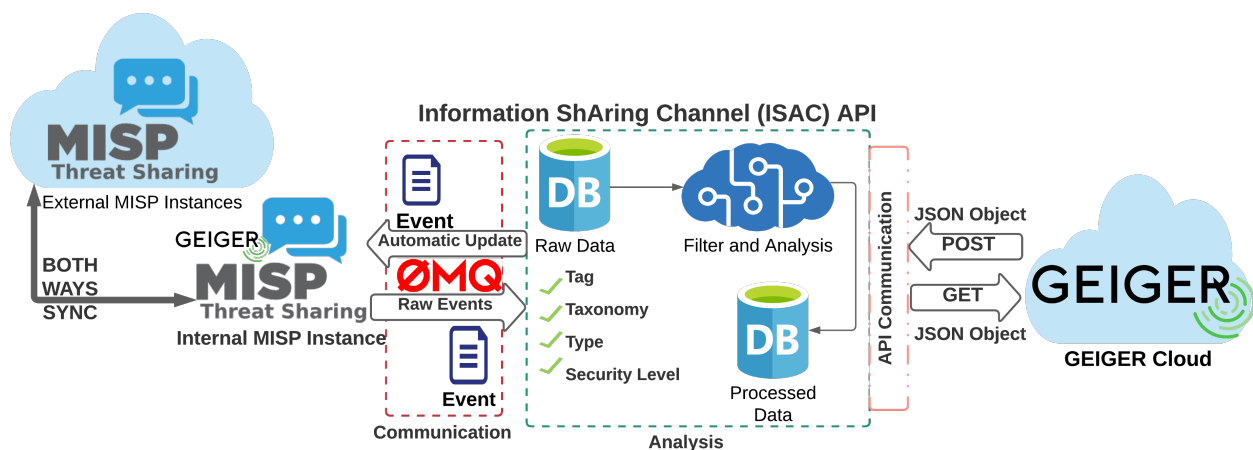 Information ShAring Channel (ISAC) API
MISP
Threat Sharing
External MISP Instances
BOTH
WAYS
SYNC
GEIGER
MISP
Threat Sharing
Internal MISP Instance
Event
Automatic Update
ØMQ
Raw Events
Event
Communication
DB
Raw Data
Tag
Taxonomy
Type
Security Level
Filter and Analysis
DB
Processed
Data
Analysis
API Communication
JSON Object
POST
GET
JSON Object
GEIGER
GEIGER Cloud